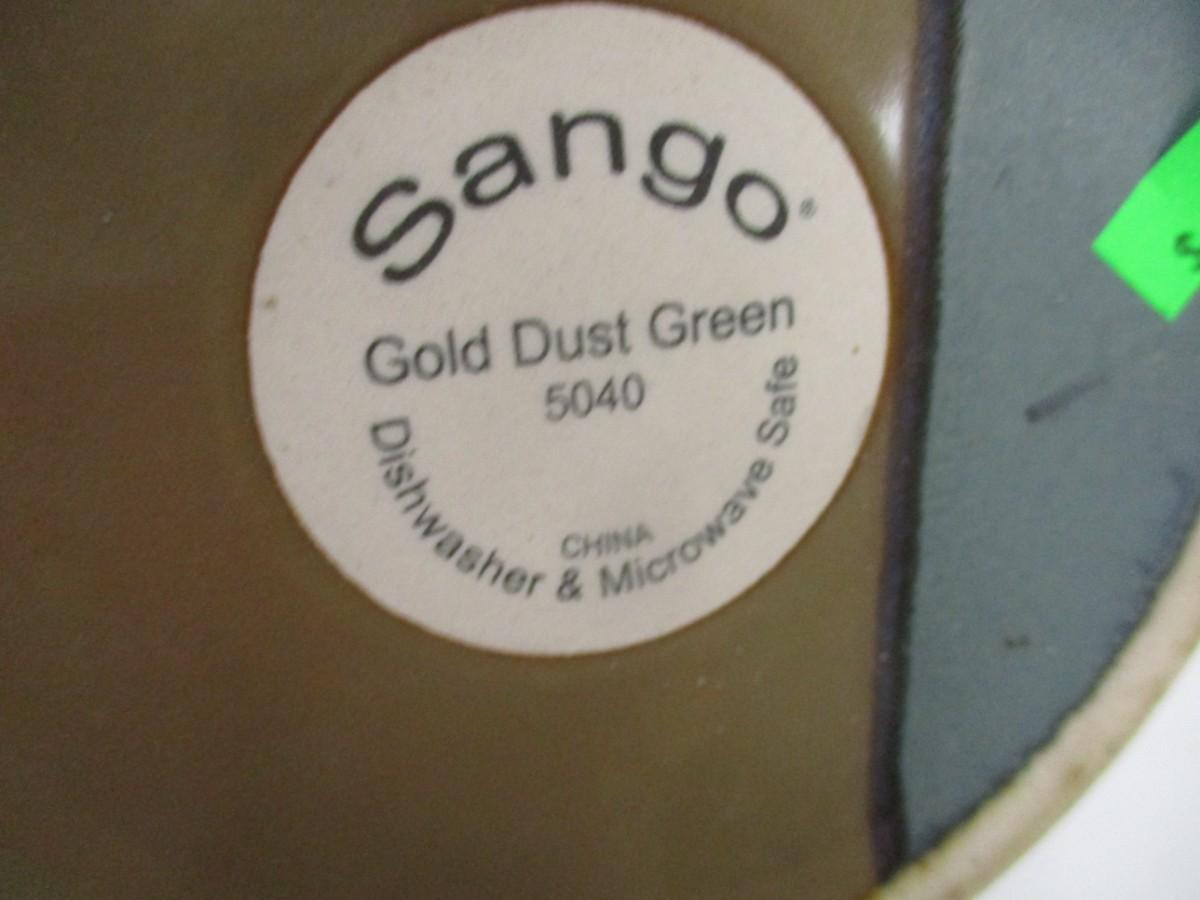 Sango®
Gold Dust Green
5040
CHINA
Dishwasher & Microwave Safe
$